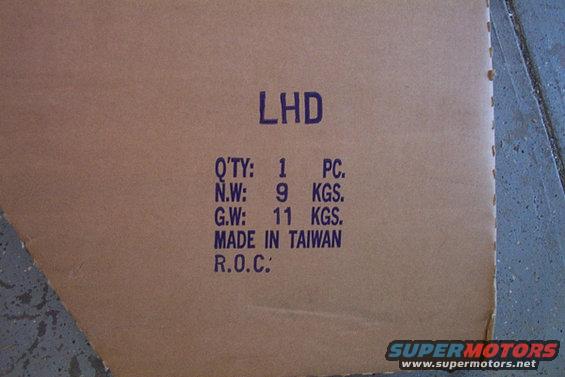 LHD
Q'TY: 1 PC.
N.W: 9 KGS.
G.W: 11 KGS.
MADE IN TAIWAN
R.O.C.
SUPERMOTORS
www.supermotors.net